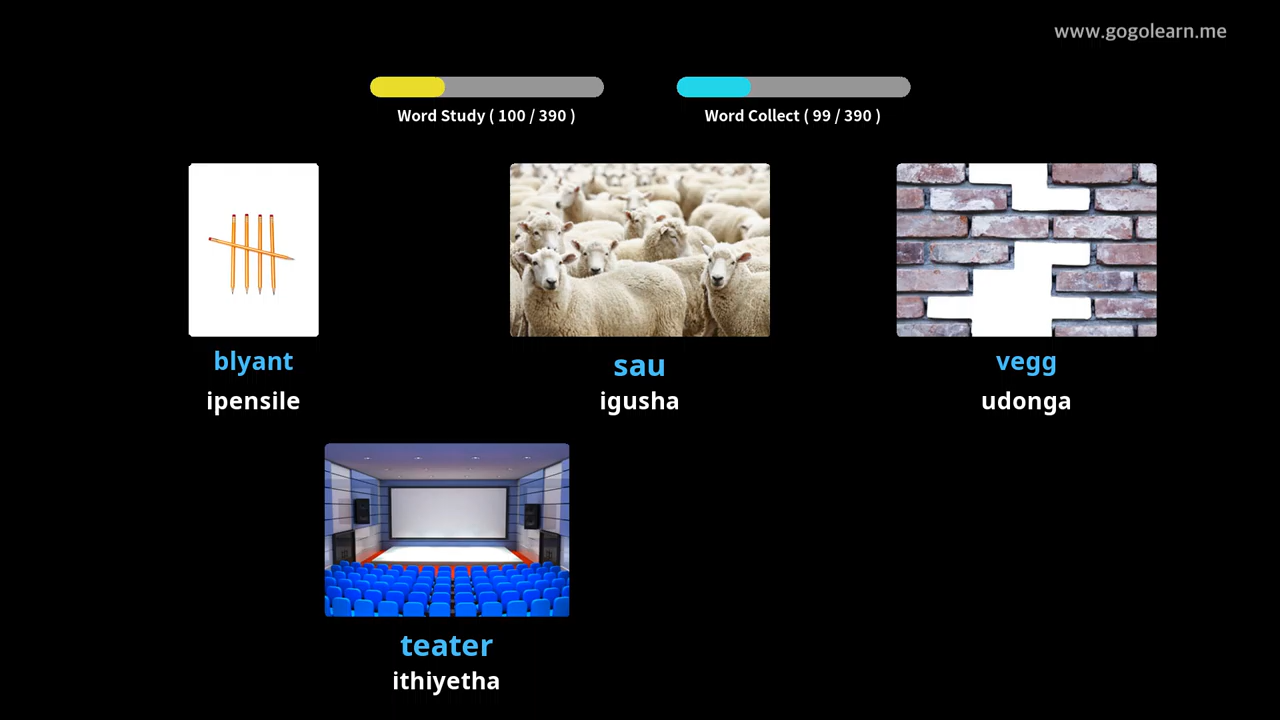 www.gogolearn.me
Word Study ( 100 / 390 )
Word Collect ( 99 / 390 )
blyant
ipensile
sau
igusha
vegg
udonga
teater
ithiyetha